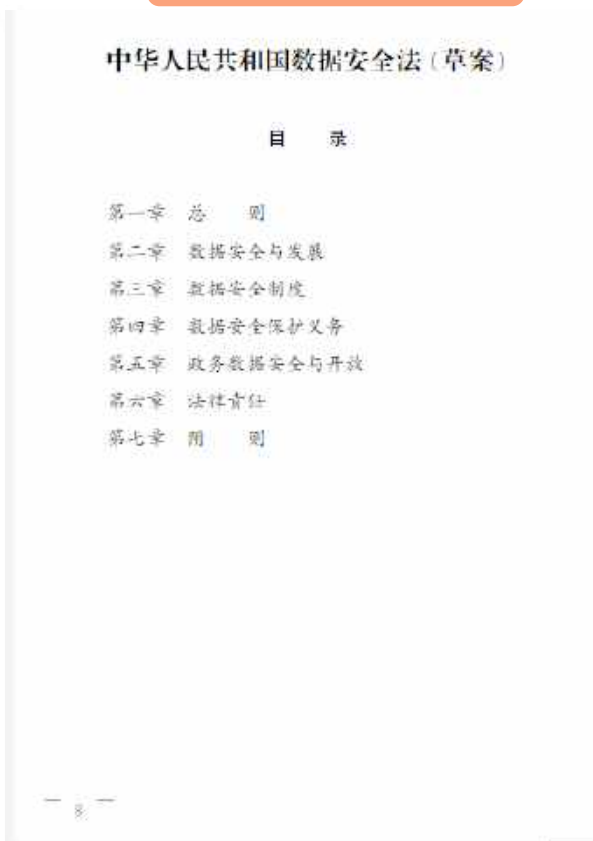 中华人民共和国数据安全法（草案）
目 录
第一章 总 则
第二章 数据安全与发展
第三章 数据安全制度
第四章 数据安全保护义务
第五章 政务数据安全与开放
第六章 法律责任
第七章 附 则
— 8 —